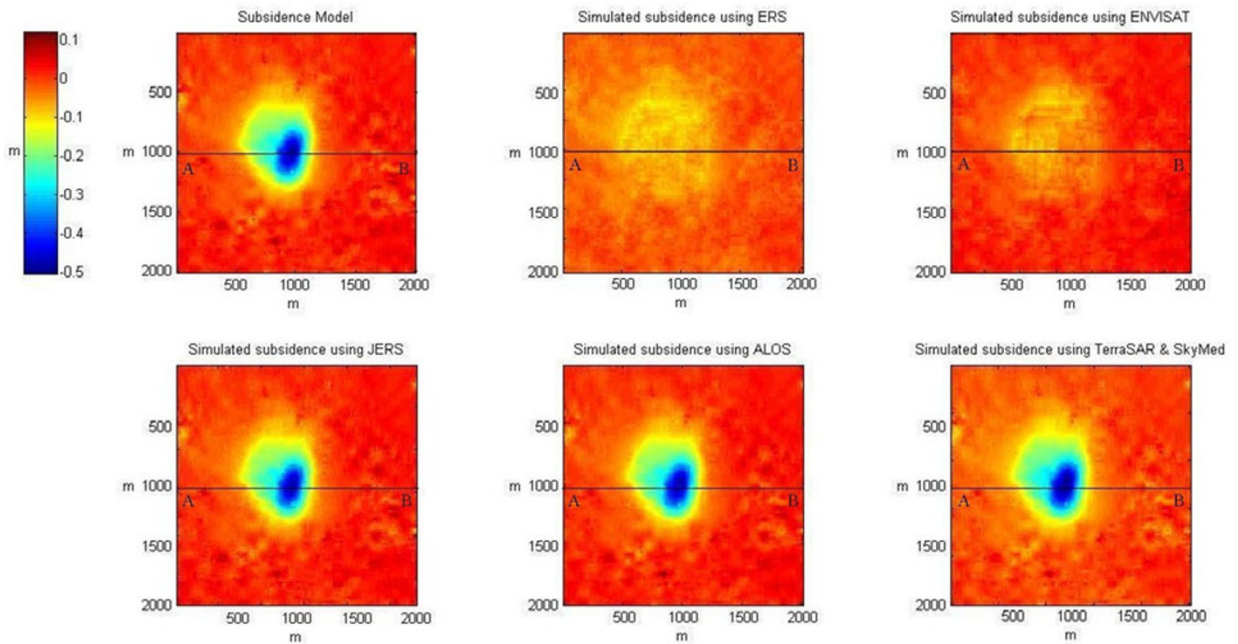 Subsidence Model
Simulated subsidence using ERS
Simulated subsidence using ENVISAT
0.1
0
-0.1
-0.2
-0.3
-0.4
-0.5
m
500
m 1000
1500
2000
A B
500 1000 1500 2000
m
500
m 1000
1500
2000
A B
500 1000 1500 2000
m
500
m 1000
1500
2000
A B
500 1000 1500 2000
m
Simulated subsidence using JERS
Simulated subsidence using ALOS
Simulated subsidence using TerraSAR & SkyMed
500
m 1000
1500
2000
A B
500 1000 1500 2000
m
500
m 1000
1500
2000
A B
500 1000 1500 2000
m
500
m 1000
1500
2000
A B
500 1000 1500 2000
m